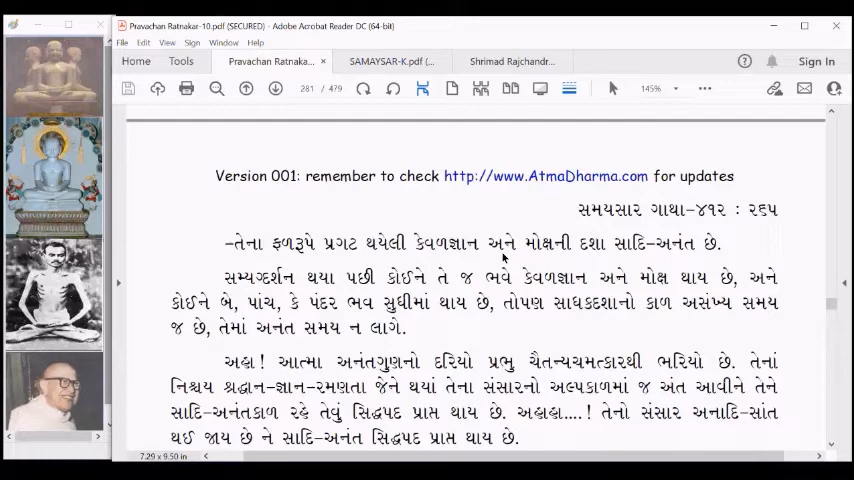 Pravachan Ratnakar-10.pdf (SECURED) - Adobe Acrobat Reader DC (64-bit)
File Edit View Sign Window Help
Home Tools Pravachan Ratnaka... × SAMAYSAR-K.pdf (... Shrimad Rajchandr... Sign In
281 / 479 145%
Version 001: remember to check http://www.AtmaDharma.com for updates
સમયસાર ગાથા-૪૧૨ : ૨૬૫
-તેના ફળરૂપે પ્રગટ થયેલી કેવળજ્ઞાન અને મોક્ષની દશા સાદિ-અનંત છે.
સમ્યગ્દર્શન થયા પછી કોઈને તે જ ભવે કેવળજ્ઞાન અને મોક્ષ થાય છે, અને
કોઈને બે, પાંચ, કે પંદર ભવ સુધીમાં થાય છે, તોપણ સાધકદશાનો કાળ અસંખ્ય સમય
જ છે, તેમાં અનંત સમય ન લાગે.
અહા! આત્મા અનંતગુણનો દરિયો પ્રભુ ચૈતન્યચમત્કારથી ભરિયો છે. તેનાં
નિશ્ચય શ્રદ્ધાન-જ્ઞાન-રમણતા જેને થયાં તેના સંસારનો અલ્પકાળમાં જ અંત આવીને તેને
સાદિ-અનંતકાળ રહે તેવું સિદ્ધપદ પ્રાપ્ત થાય છે. અહાહા....! તેનો સંસાર અનાદિ-સાંત
થઈ જાય છે ને સાદિ-અનંત સિદ્ધપદ પ્રાપ્ત થાય છે.
7.29 x 9.50 in